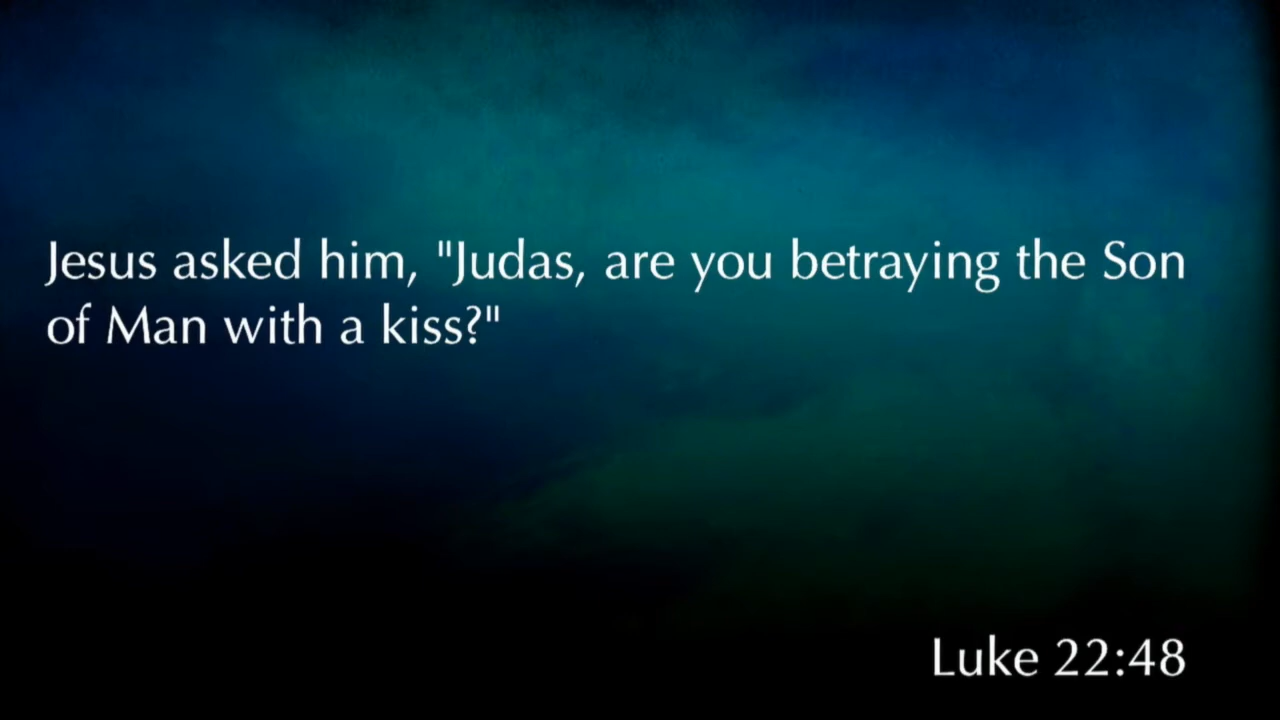 Jesus asked him, "Judas, are you betraying the Son
of Man with a kiss?"
Luke 22:48